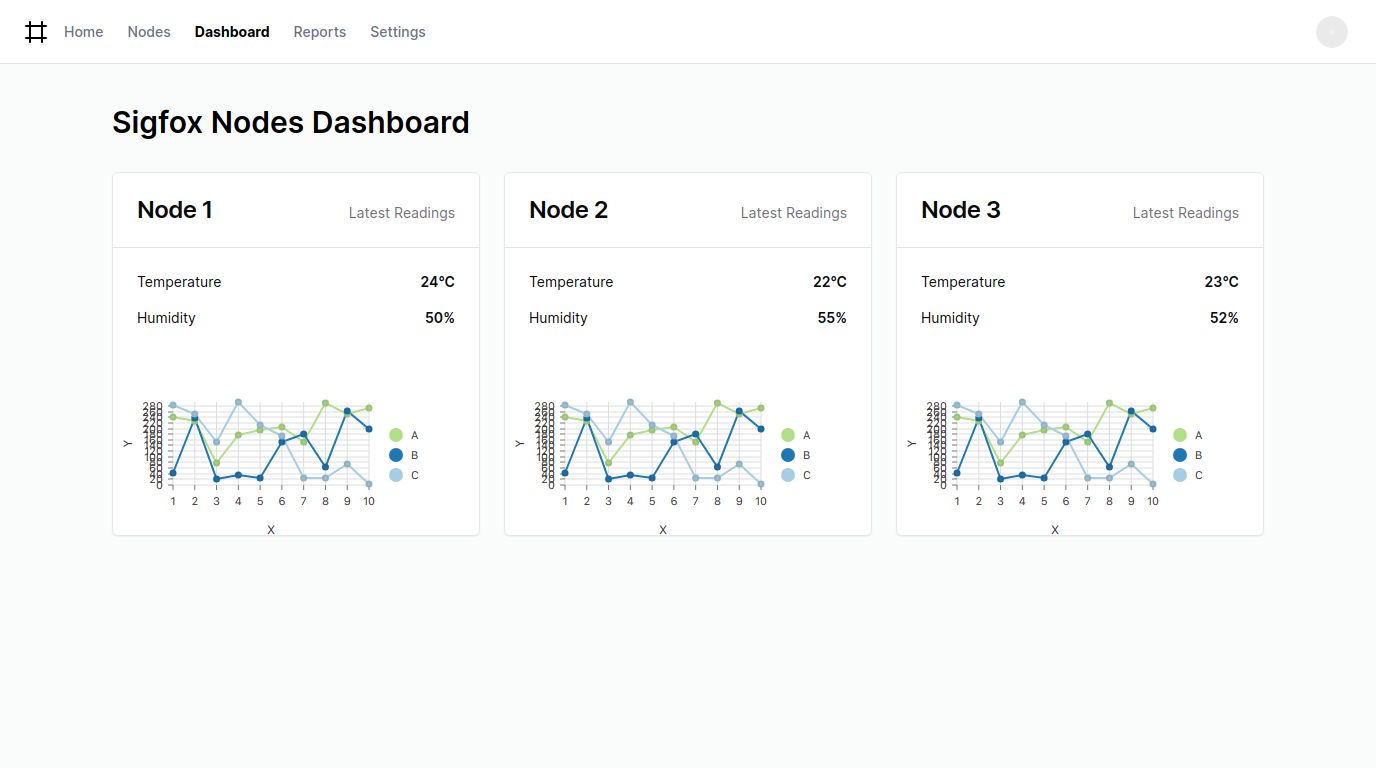 Home Nodes Dashboard Reports Settings
Sigfox Nodes Dashboard
Node 1 Latest Readings
Temperature 24°C
Humidity 50%
280
260
240
220
200
180
160
140
120
100
80
60
40
20
0
Y
1 2 3 4 5 6 7 8 9 10
X
A
B
C
Node 2 Latest Readings
Temperature 22°C
Humidity 55%
280
260
240
220
200
180
160
140
120
100
80
60
40
20
0
Y
1 2 3 4 5 6 7 8 9 10
X
A
B
C
Node 3 Latest Readings
Temperature 23°C
Humidity 52%
280
260
240
220
200
180
160
140
120
100
80
60
40
20
0
Y
1 2 3 4 5 6 7 8 9 10
X
A
B
C